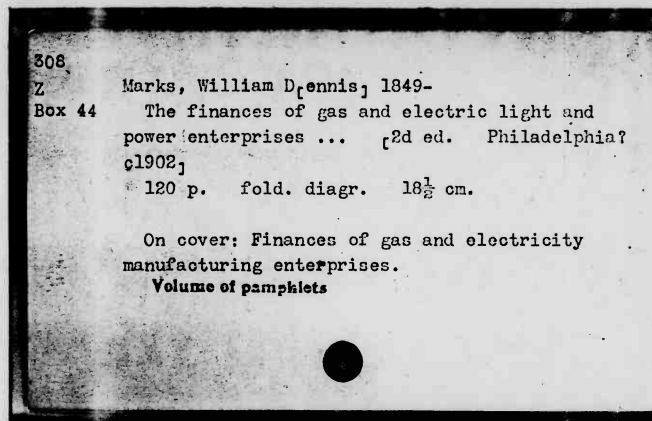 308
Z Marks, William D[ennis] 1849-
Box 44 The finances of gas and electric light and
power enterprises ... [2d ed. Philadelphia?
c1902]
120 p. fold. diagr. 18½ cm.
On cover: Finances of gas and electricity
manufacturing enterprises.
Volume of pamphlets